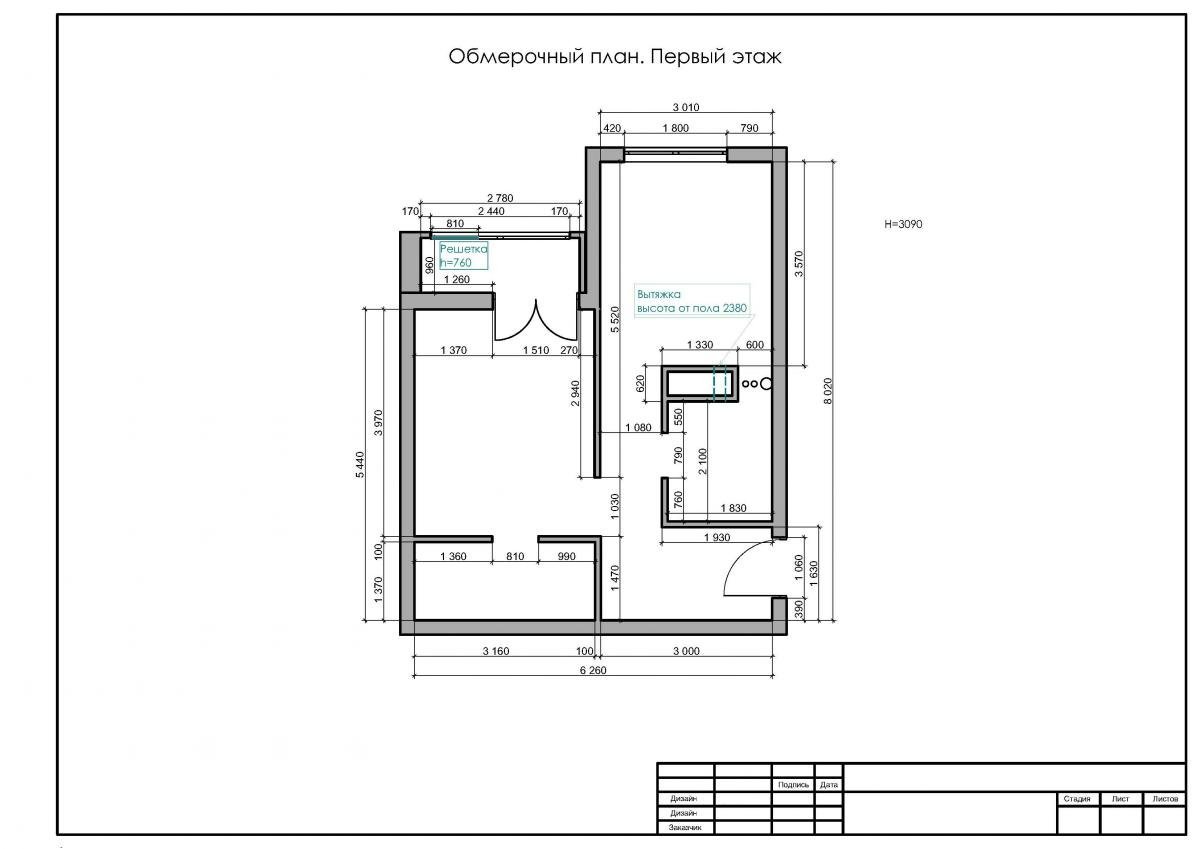 Обмерочный план. Первый этаж
3 010
420 1 800 790
2 780
170 2 440 170
810
Решетка
h=760
960
1 260
H=3090
3 570
Вытяжка
высота от пола 2380
5 520
1 330 600
1 370 1 510 270
620
2 940
8 020
550
1 080
3 970
790
2 100
5 440
760
1 030
1 830
1 930
100
1 360 810 990
1 370
1 470
1 060
1 630
390
3 160 100 3 000
6 260
Подпись Дата
Дизайн
Стадия Лист Листов
Дизайн
Заказчик